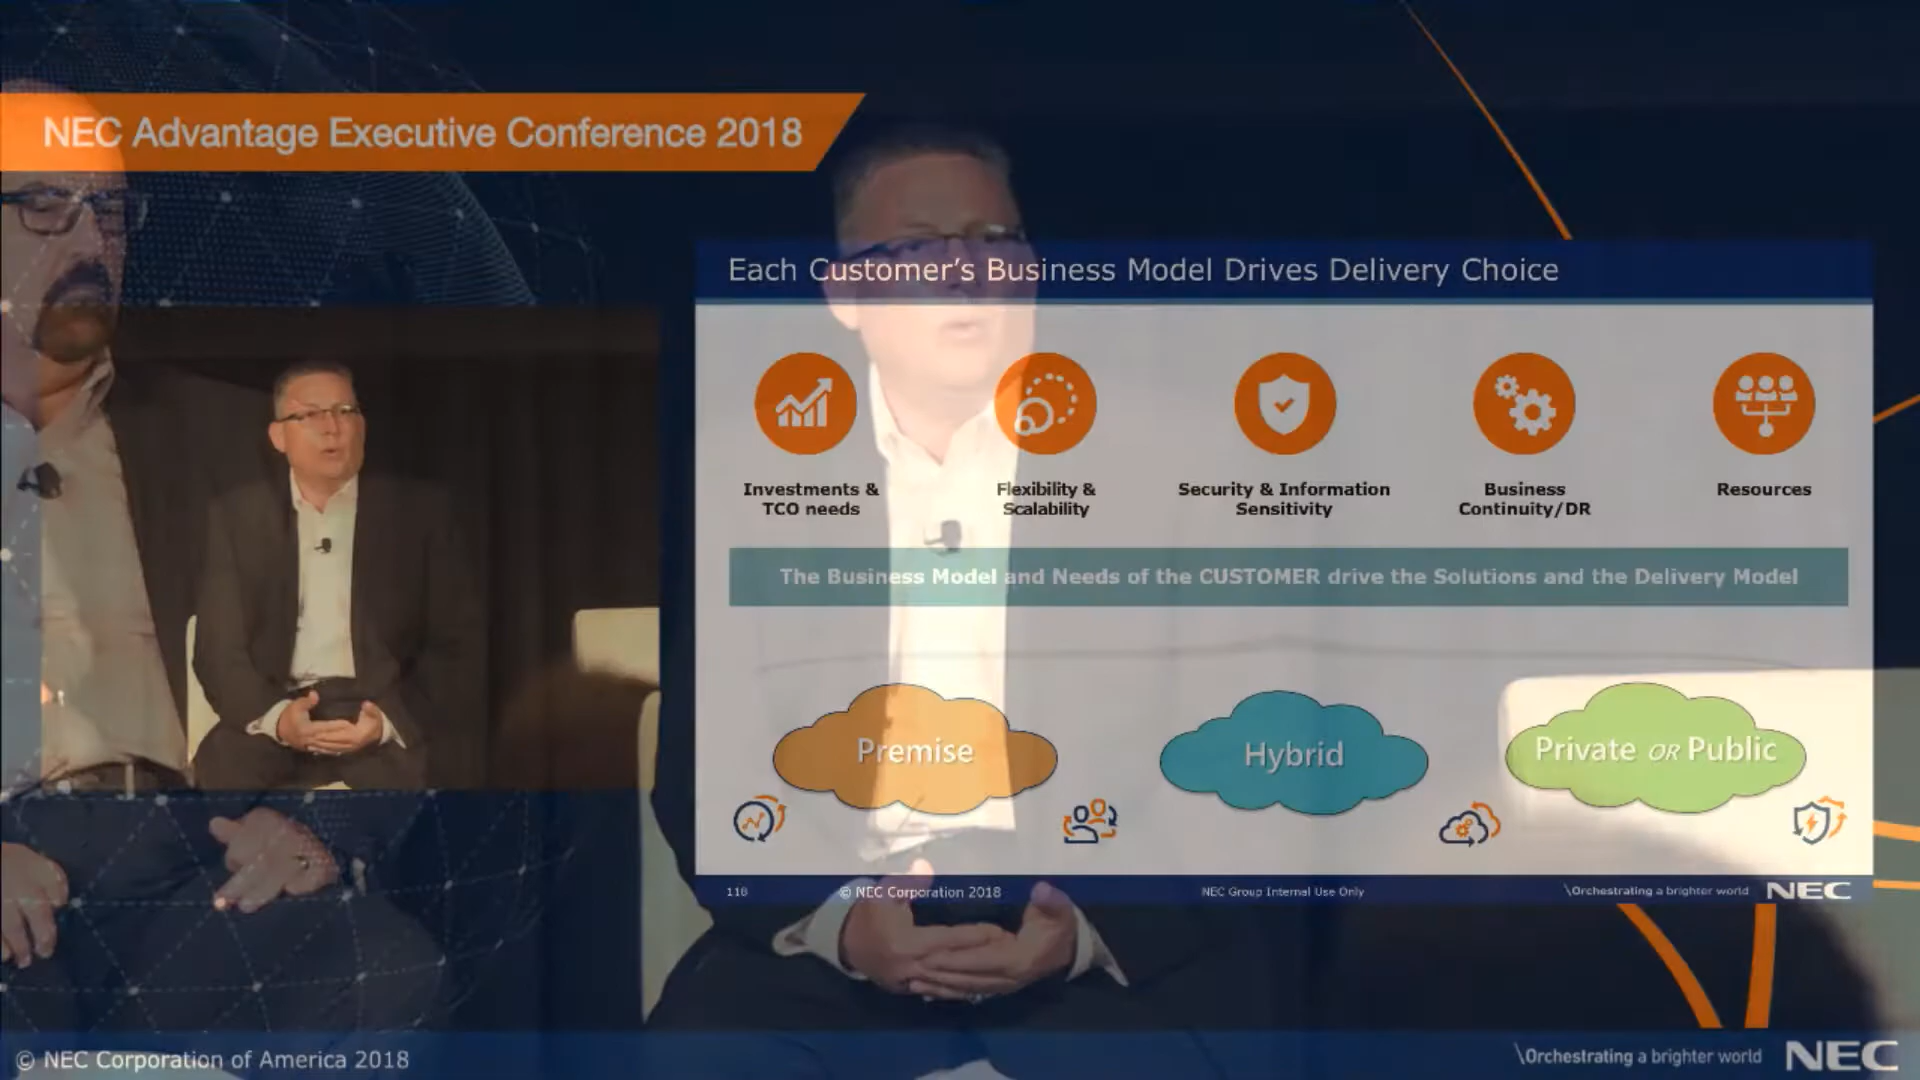 NEC Advantage Executive Conference 2018
Each Customer's Business Model Drives Delivery Choice
Investments &
TCO needs
Flexibility &
Scalability
Security & Information
Sensitivity
Business
Continuity/DR
Resources
The Business Model and Needs of the CUSTOMER drive the Solutions and the Delivery Model
Premise
Hybrid
Private OR Public
118
© NEC Corporation 2018
NEC Group Internal Use Only
\Orchestrating a brighter world
NEC
© NEC Corporation of America 2018
\Orchestrating a brighter world
NEC